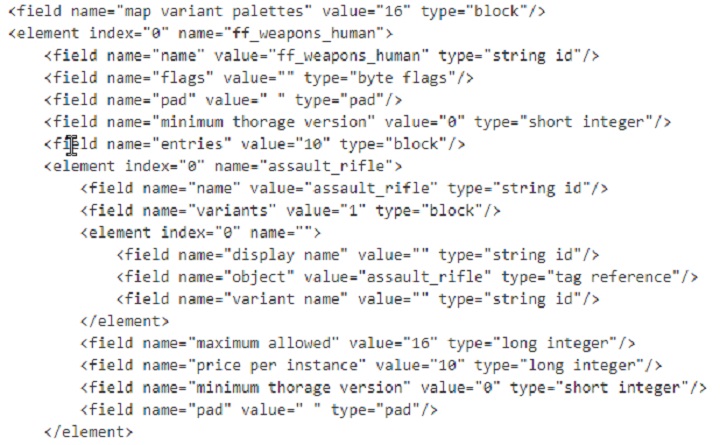 <field name="map variant palettes" value="16" type="block"/>
<element index="0" name="ff_weapons_human">
<field name="name" value="ff_weapons_human" type="string id"/>
<field name="flags" value="" type="byte flags"/>
<field name="pad" value=" " type="pad"/>
<field name="minimum thorage version" value="0" type="short integer"/>
<field name="entries" value="10" type="block"/>
<element index="0" name="assault_rifle">
<field name="name" value="assault_rifle" type="string id"/>
<field name="variants" value="1" type="block"/>
<element index="0" name="">
<field name="display name" value="" type="string id"/>
<field name="object" value="assault_rifle" type="tag reference"/>
<field name="variant name" value="" type="string id"/>
</element>
<field name="maximum allowed" value="16" type="long integer"/>
<field name="price per instance" value="10" type="long integer"/>
<field name="minimum thorage version" value="0" type="short integer"/>
<field name="pad" value=" " type="pad"/>
</element>